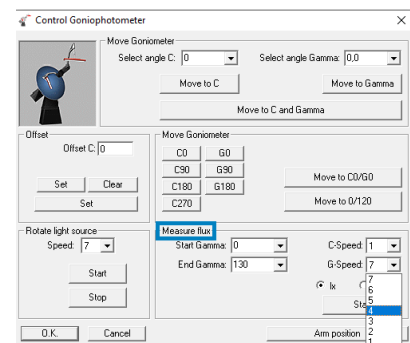 Control Goniophotometer
Move Goniometer
Select angle C: 0 Select angle Gamma: 0,0
Move to C Move to Gamma
Move to C and Gamma
Offset
Offset C: 0
Set Clear
Set
Move Goniometer
C0 G0
C90 G90
C180 G180
C270
Move to C0/G0
Move to 0/120
Rotate light source
Speed: 7
Start
Stop
Measure flux
Start Gamma: 0 C-Speed: 1
End Gamma: 130 G-Speed: 7
lx
7
6
5
4
3
2
1
O.K. Cancel Arm position